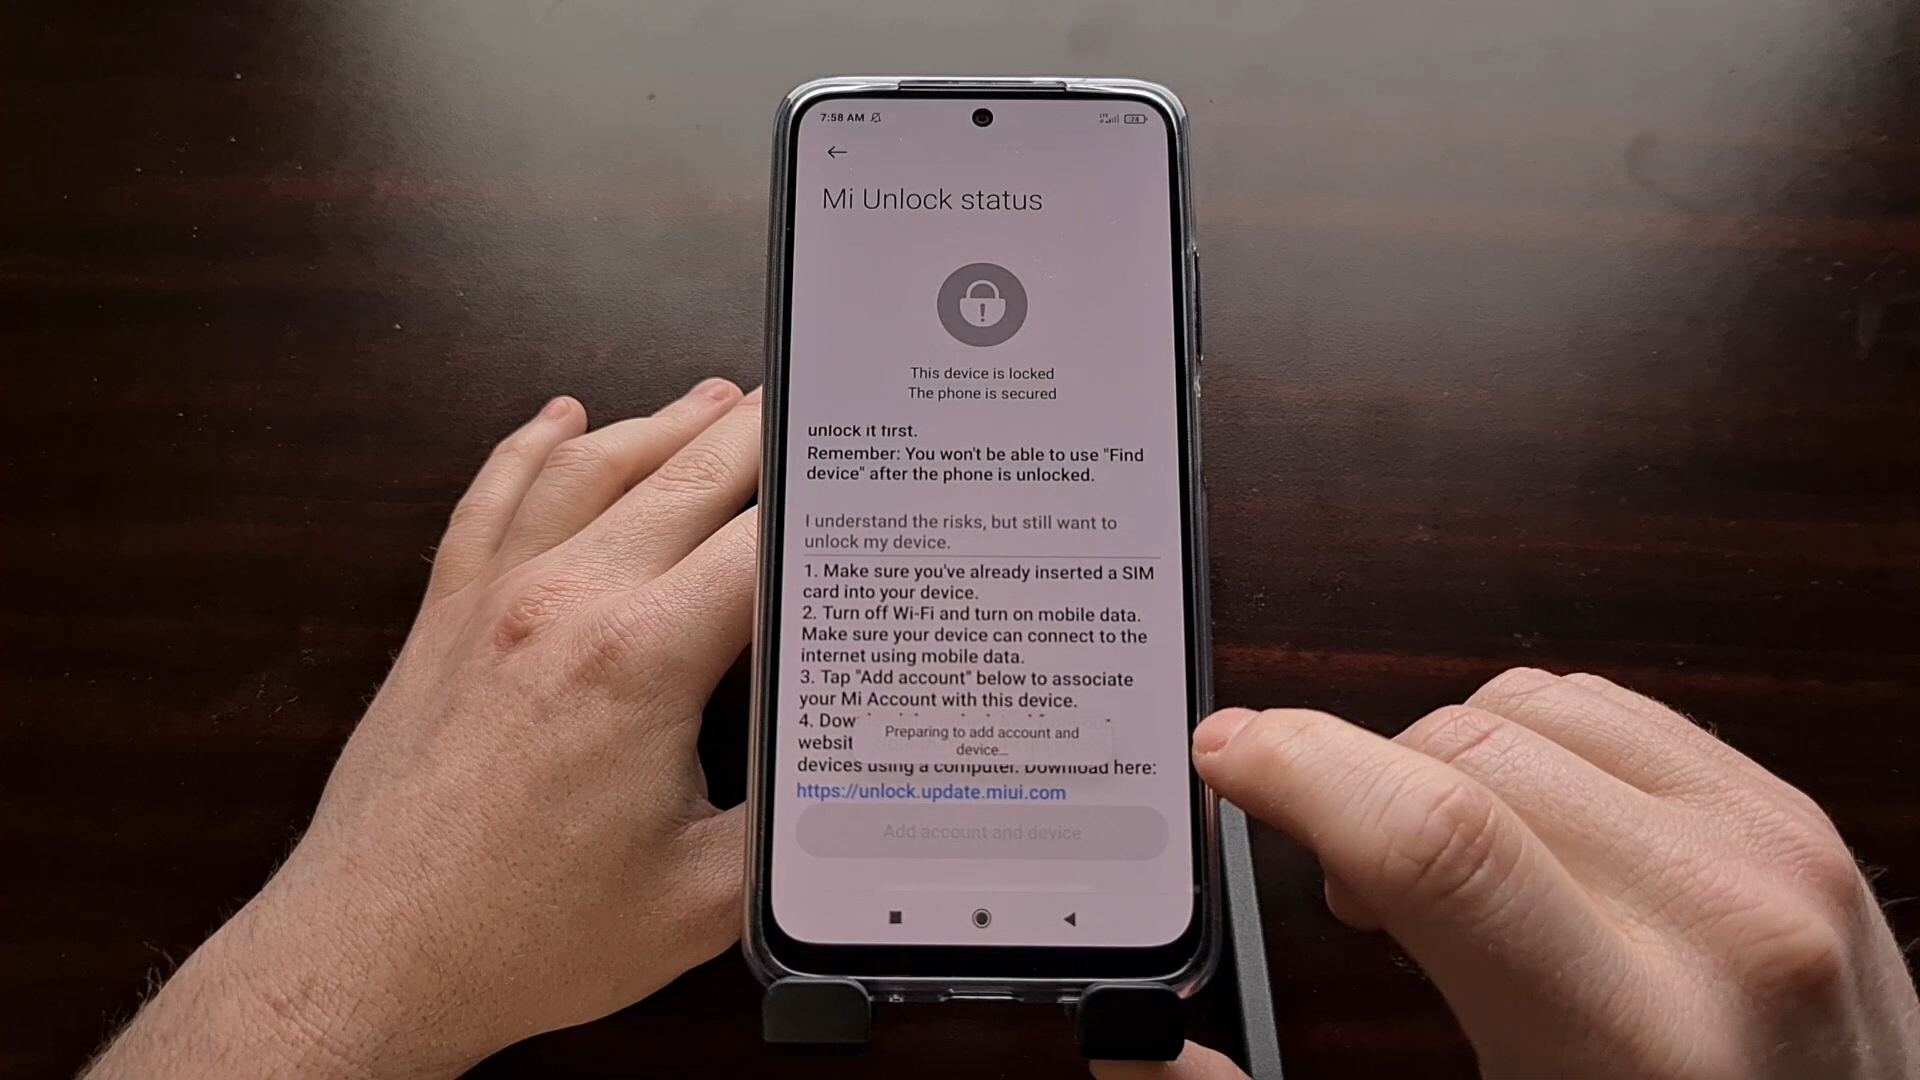 7:58 AM
24
Mi Unlock status
This device is locked
The phone is secured
unlock it first.
Remember: You won't be able to use "Find
device" after the phone is unlocked.
I understand the risks, but still want to
unlock my device.
1. Make sure you've already inserted a SIM
card into your device.
2. Turn off Wi-Fi and turn on mobile data.
Make sure your device can connect to the
internet using mobile data.
3. Tap "Add account" below to associate
your Mi Account with this device.
4. Dow
websit
Preparing to add account and
device...
devices using a computer. Download here:
https://unlock.update.miui.com
Add account and device